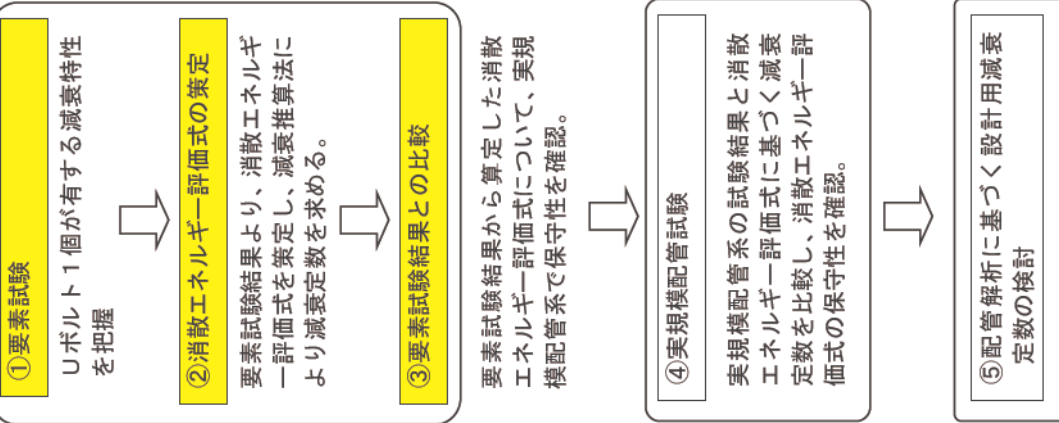 ①要素試験
Uボルト1個が有する減衰特性
を把握
②消散エネルギー評価式の策定
要素試験結果より、消散エネルギ
ー評価式を策定し、減衰推算法に
より減衰定数を求める。
③要素試験結果との比較
要素試験結果から算定した消散
エネルギー評価式について、実規
模配管系で保守性を確認。
④実規模配管試験
実規模配管系の試験結果と消散
エネルギー評価式に基づく減衰
定数を比較し、消散エネルギー評
価式の保守性を確認。
⑤配管解析に基づく設計用減衰
定数の検討